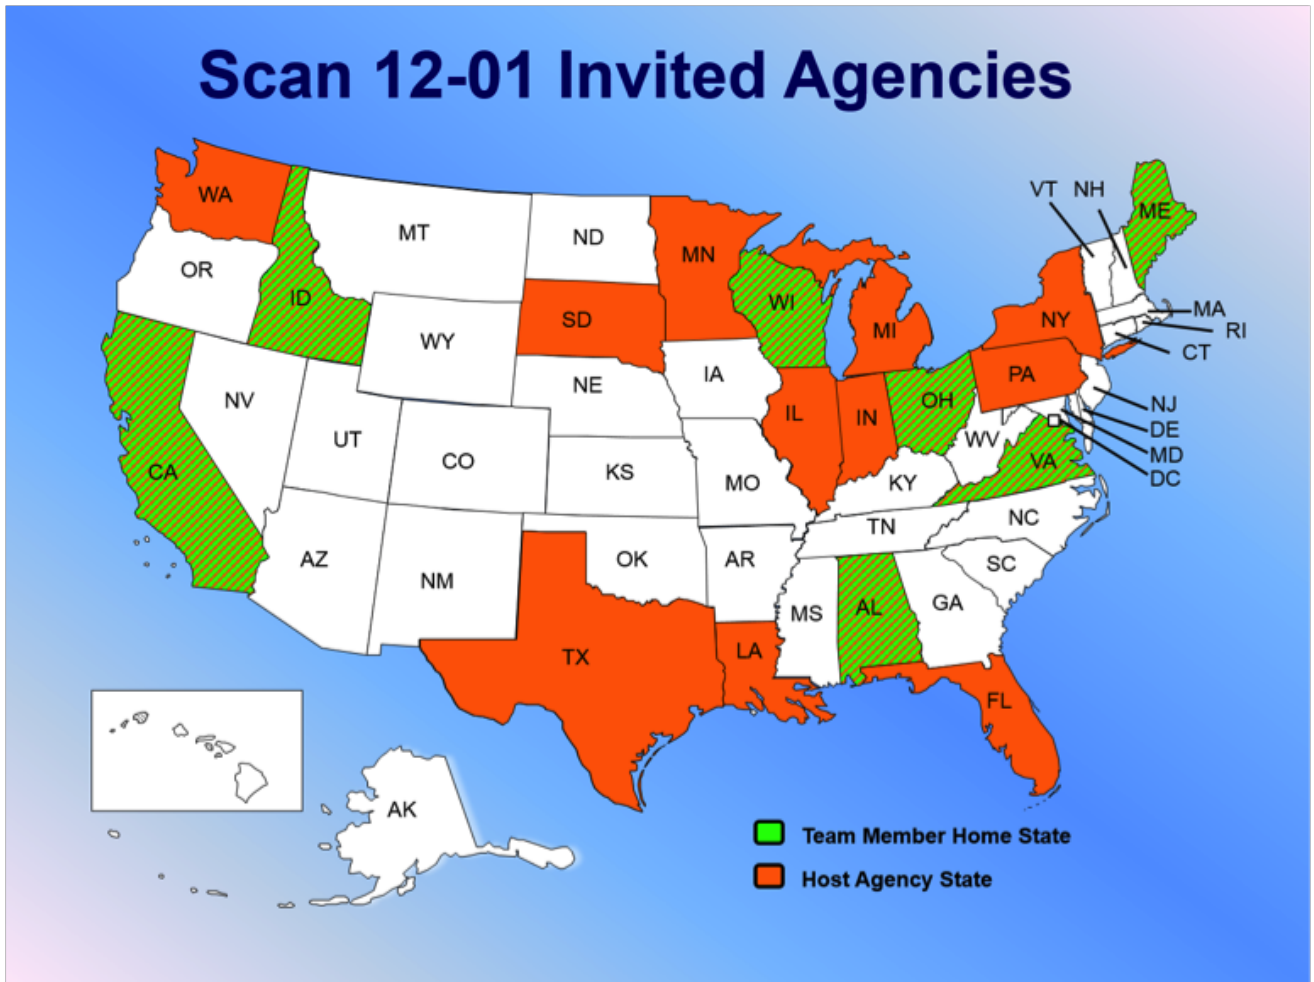 Scan 12-01 Invited Agencies
VT NH
WA
ME
MT
ND
MN
OR
ID
WI
SD
MI
NY
MA
RI
WY
CT
IA
PA
NE
NV
OH
IL
IN
NJ
UT
DE
CO
WV
CA
KS
VA
MD
MO
KY
DC
NC
TN
AZ
OK
AR
SC
NM
MS
AL
GA
TX
LA
FL
AK
Team Member Home State
Host Agency State